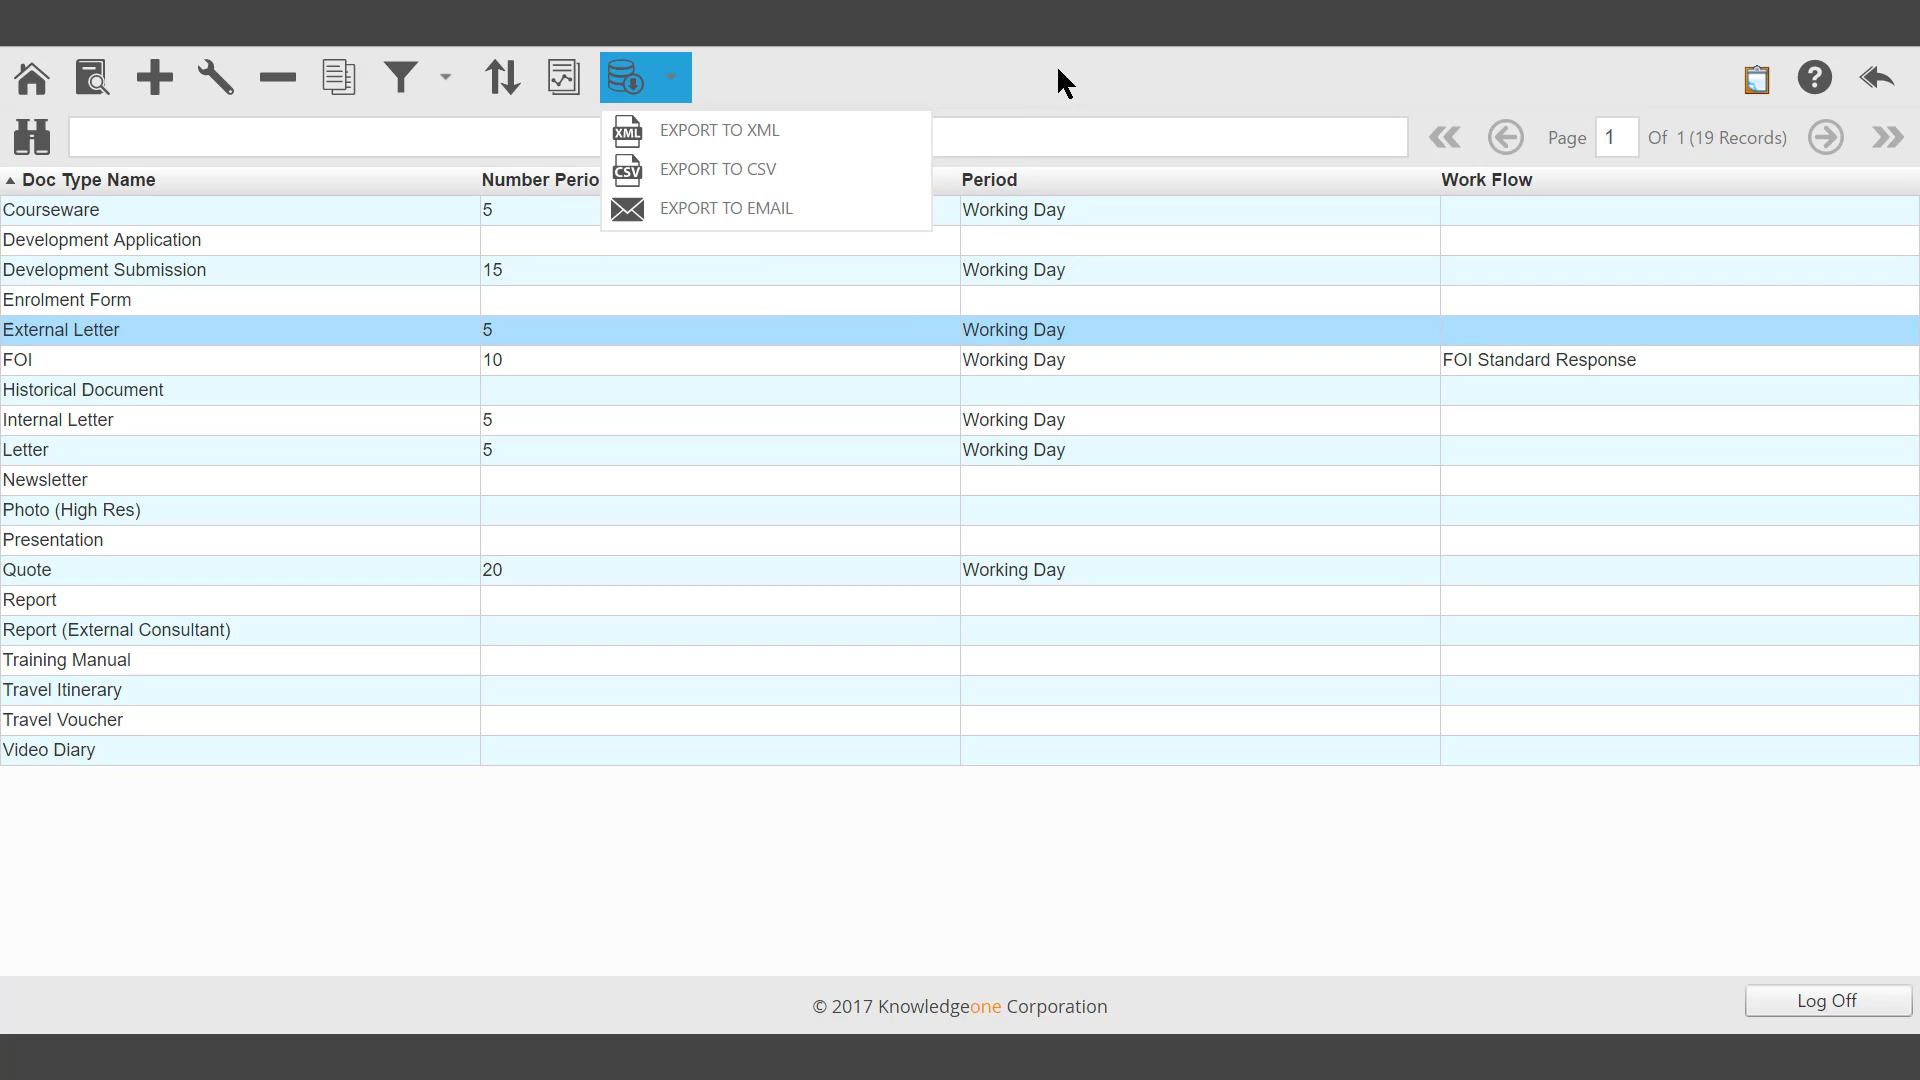 XML EXPORT TO XML
Page 1 Of 1 (19 Records)
CSV EXPORT TO CSV
EXPORT TO EMAIL
Doc Type Name Number Perio Period Work Flow
Courseware 5 Working Day
Development Application
Development Submission 15 Working Day
Enrolment Form
External Letter 5 Working Day
FOI 10 Working Day FOI Standard Response
Historical Document
Internal Letter 5 Working Day
Letter 5 Working Day
Newsletter
Photo (High Res)
Presentation
Quote 20 Working Day
Report
Report (External Consultant)
Training Manual
Travel Itinerary
Travel Voucher
Video Diary
© 2017 Knowledgeone Corporation
Log Off